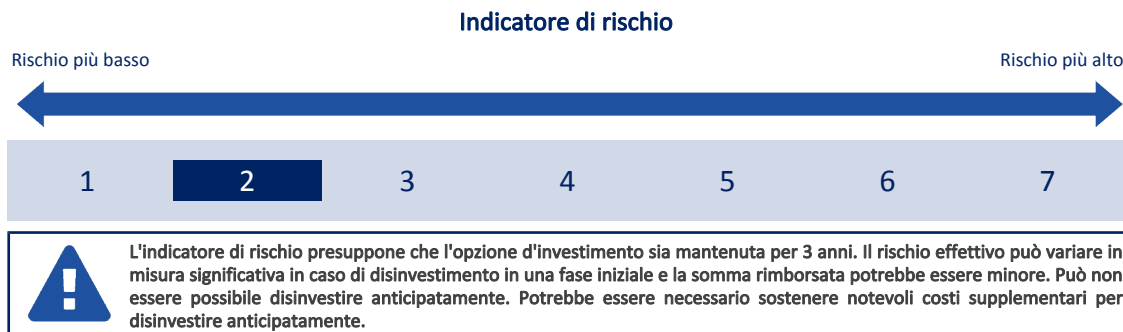 Indicatore di rischio
Rischio più basso
Rischio più alto
1 2 3 4 5 6 7
L'indicatore di rischio presuppone che l'opzione d'investimento sia mantenuta per 3 anni. Il rischio effettivo può variare in
misura significativa in caso di disinvestimento in una fase iniziale e la somma rimborsata potrebbe essere minore. Può non
essere possibile disinvestire anticipatamente. Potrebbe essere necessario sostenere notevoli costi supplementari per
disinvestire anticipatamente.